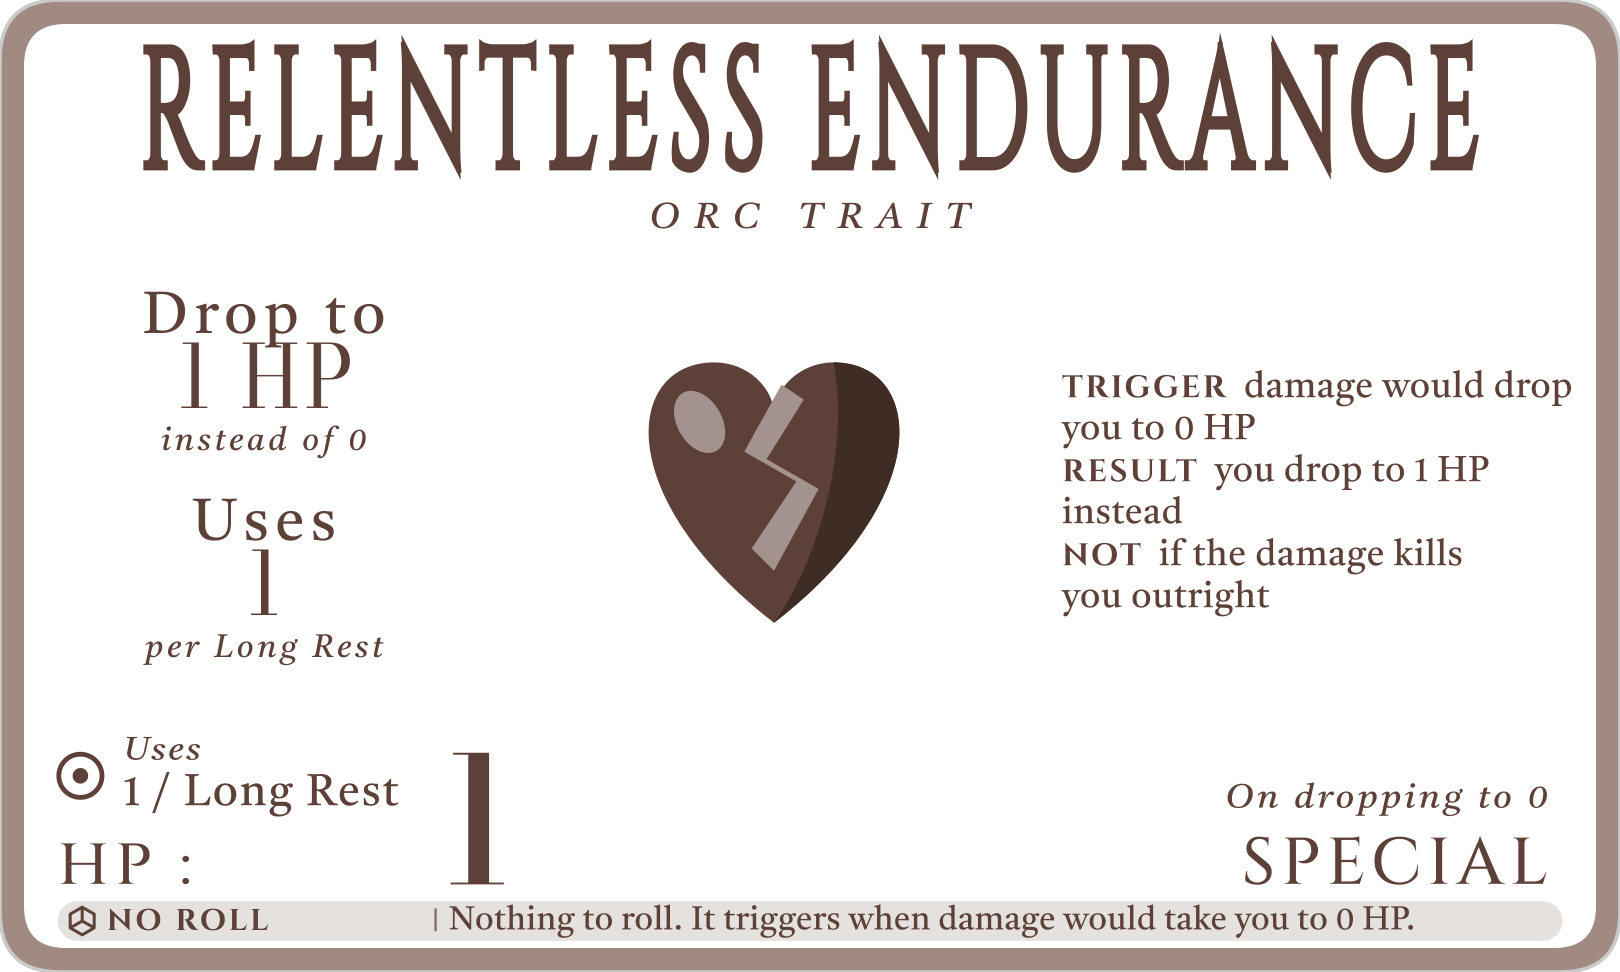 RELENTLESS ENDURANCE
ORC TRAIT
Drop to
1 HP
instead of 0
Uses
1
per Long Rest
TRIGGER damage would drop
you to 0 HP
RESULT you drop to 1 HP
instead
NOT if the damage kills
you outright
Uses
1 / Long Rest
HP :
1
On dropping to 0
SPECIAL
NO ROLL
| Nothing to roll. It triggers when damage would take you to 0 HP.